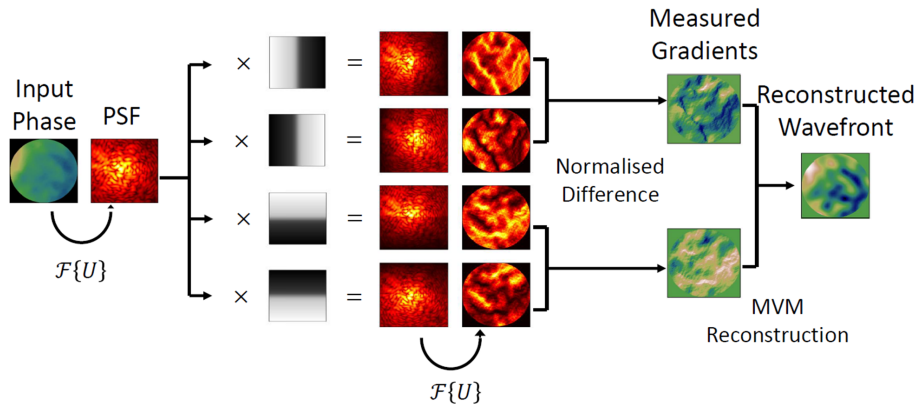 Input
Phase
PSF
ℱ{U}
×
=
×
=
×
=
×
=
ℱ{U}
Normalised
Difference
Measured
Gradients
MVM
Reconstruction
Reconstructed
Wavefront